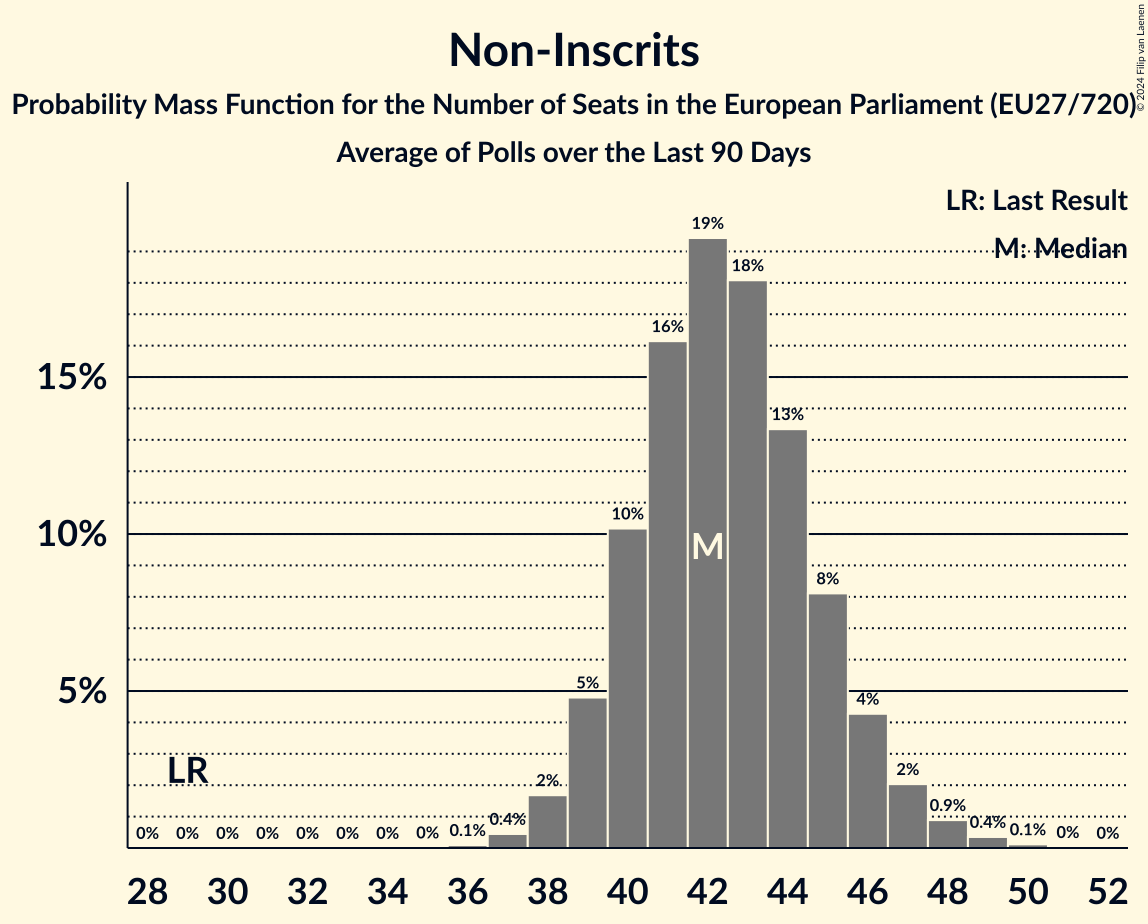 Non-Inscrits
Probability Mass Function for the Number of Seats in the European Parliament (EU27/720)
Average of Polls over the Last 90 Days
© 2024 Filip van Laenen
LR: Last Result
M: Median
15%
10%
5%
0% 0% 0% 0% 0% 0% 0% 0% 0.1% 0.4% 2% 5% 10% 16% 19% 18% 13% 8% 4% 2% 0.9% 0.4% 0.1% 0% 0%
LR
M
28 30 32 34 36 38 40 42 44 46 48 50 52